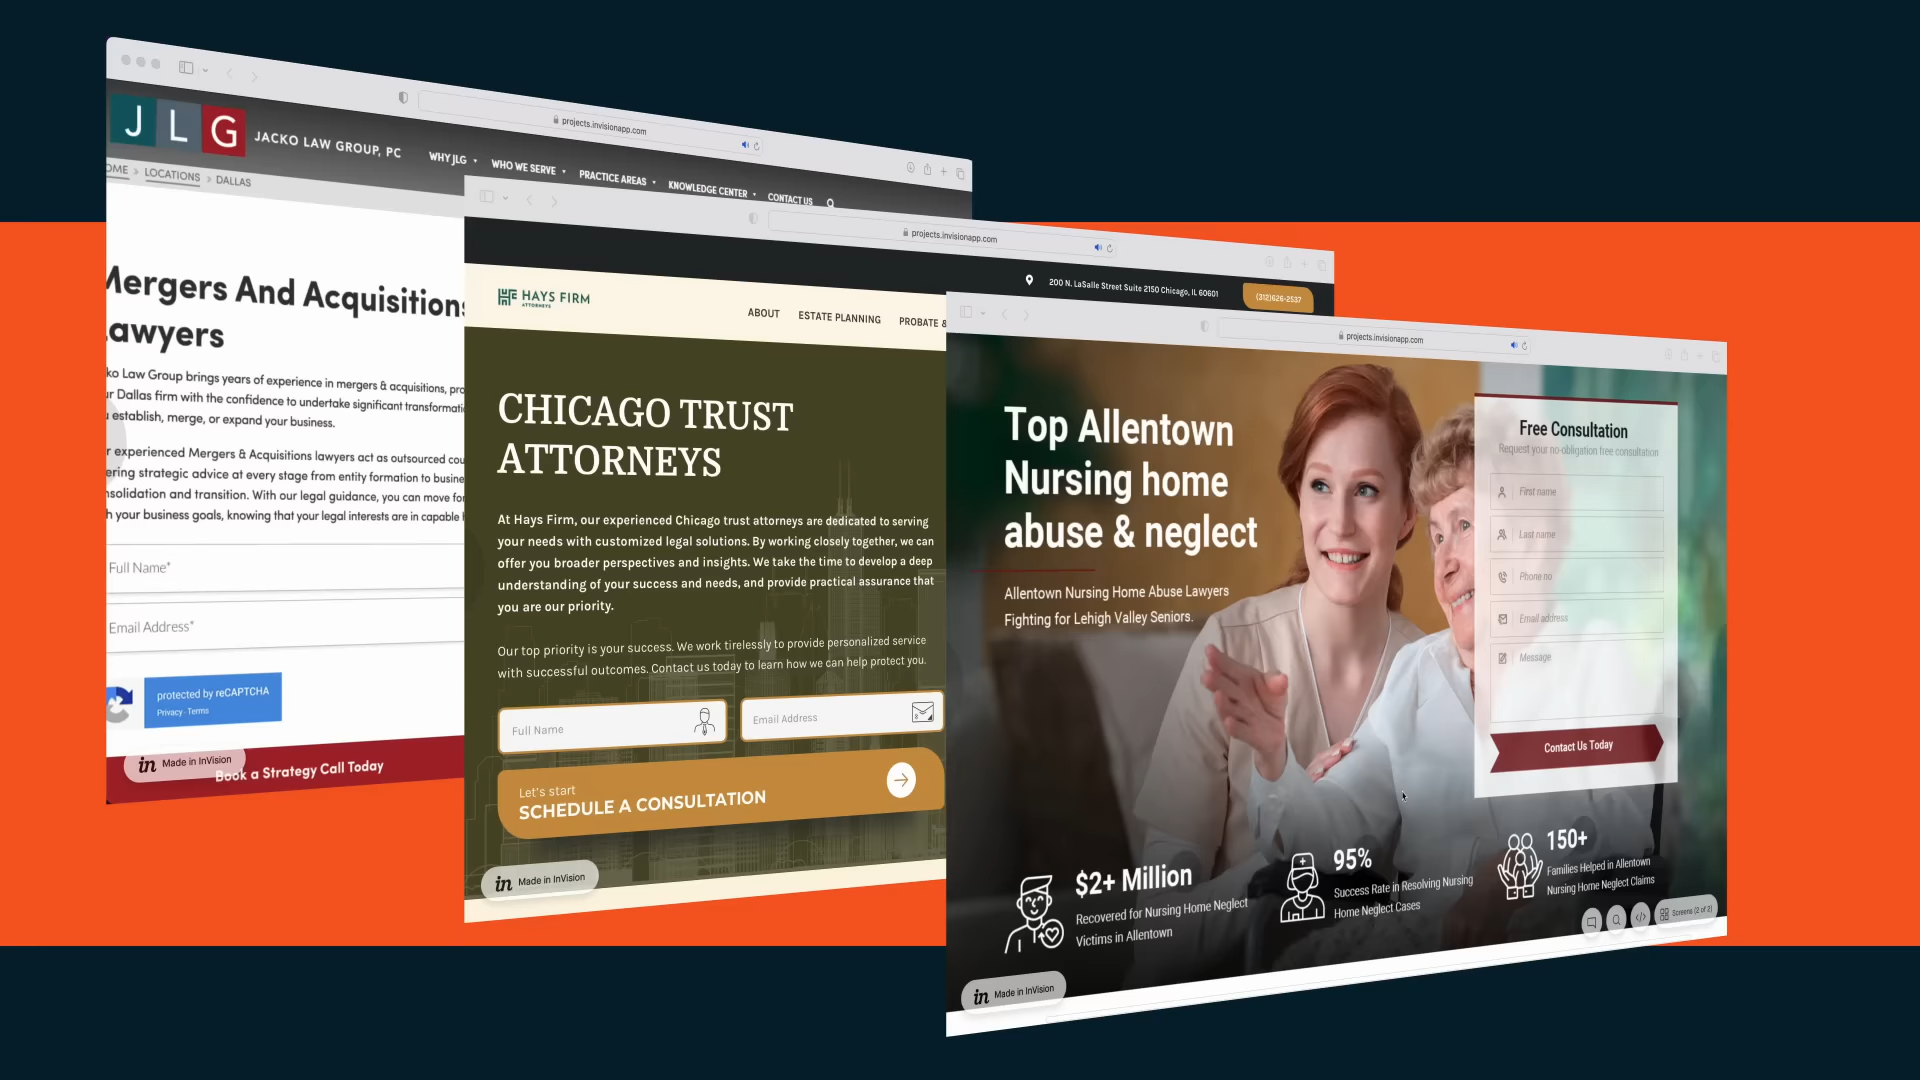 projects.invisionapp.com
J L G
JACKO LAW GROUP, PC
WHY JLG
WHO WE SERVE
PRACTICE AREAS
KNOWLEDGE CENTER
CONTACT US
OME » LOCATIONS » DALLAS
Mergers And Acquisitions
Lawyers
ko Law Group brings years of experience in mergers & acquisitions, pro
ur Dallas firm with the confidence to undertake significant transformati
u establish, merge, or expand your business.
r experienced Mergers & Acquisitions lawyers act as outsourced cou
ering strategic advice at every stage from entity formation to busine
nsolidation and transition. With our legal guidance, you can move for
h your business goals, knowing that your legal interests are in capable h
Full Name*
Email Address*
protected by reCAPTCHA
Privacy - Terms
in Made in InVision
Book a Strategy Call Today
projects.invisionapp.com
200 N. LaSalle Street Suite 2150 Chicago, IL 60601
(312)626-2537
HAYS FIRM
ATTORNEYS
ABOUT
ESTATE PLANNING
PROBATE &
CHICAGO TRUST
ATTORNEYS
At Hays Firm, our experienced Chicago trust attorneys are dedicated to serving
your needs with customized legal solutions. By working closely together, we can
offer you broader perspectives and insights. We take the time to develop a deep
understanding of your success and needs, and provide practical assurance that
you are our priority.
Our top priority is your success. We work tirelessly to provide personalized service
with successful outcomes. Contact us today to learn how we can help protect you.
Full Name
Email Address
Let's start
SCHEDULE A CONSULTATION
in Made in InVision
projects.invisionapp.com
Top Allentown
Nursing home
abuse & neglect
Allentown Nursing Home Abuse Lawyers
Fighting for Lehigh Valley Seniors.
Free Consultation
Request your no-obligation free consultation
First name
Last name
Phone no
Email address
Message
Contact Us Today
$2+ Million
Recovered for Nursing Home Neglect
Victims in Allentown
95%
Success Rate in Resolving Nursing
Home Neglect Cases
150+
Families Helped in Allentown
Nursing Home Neglect Claims
Screens (2 of 2)
in Made in InVision